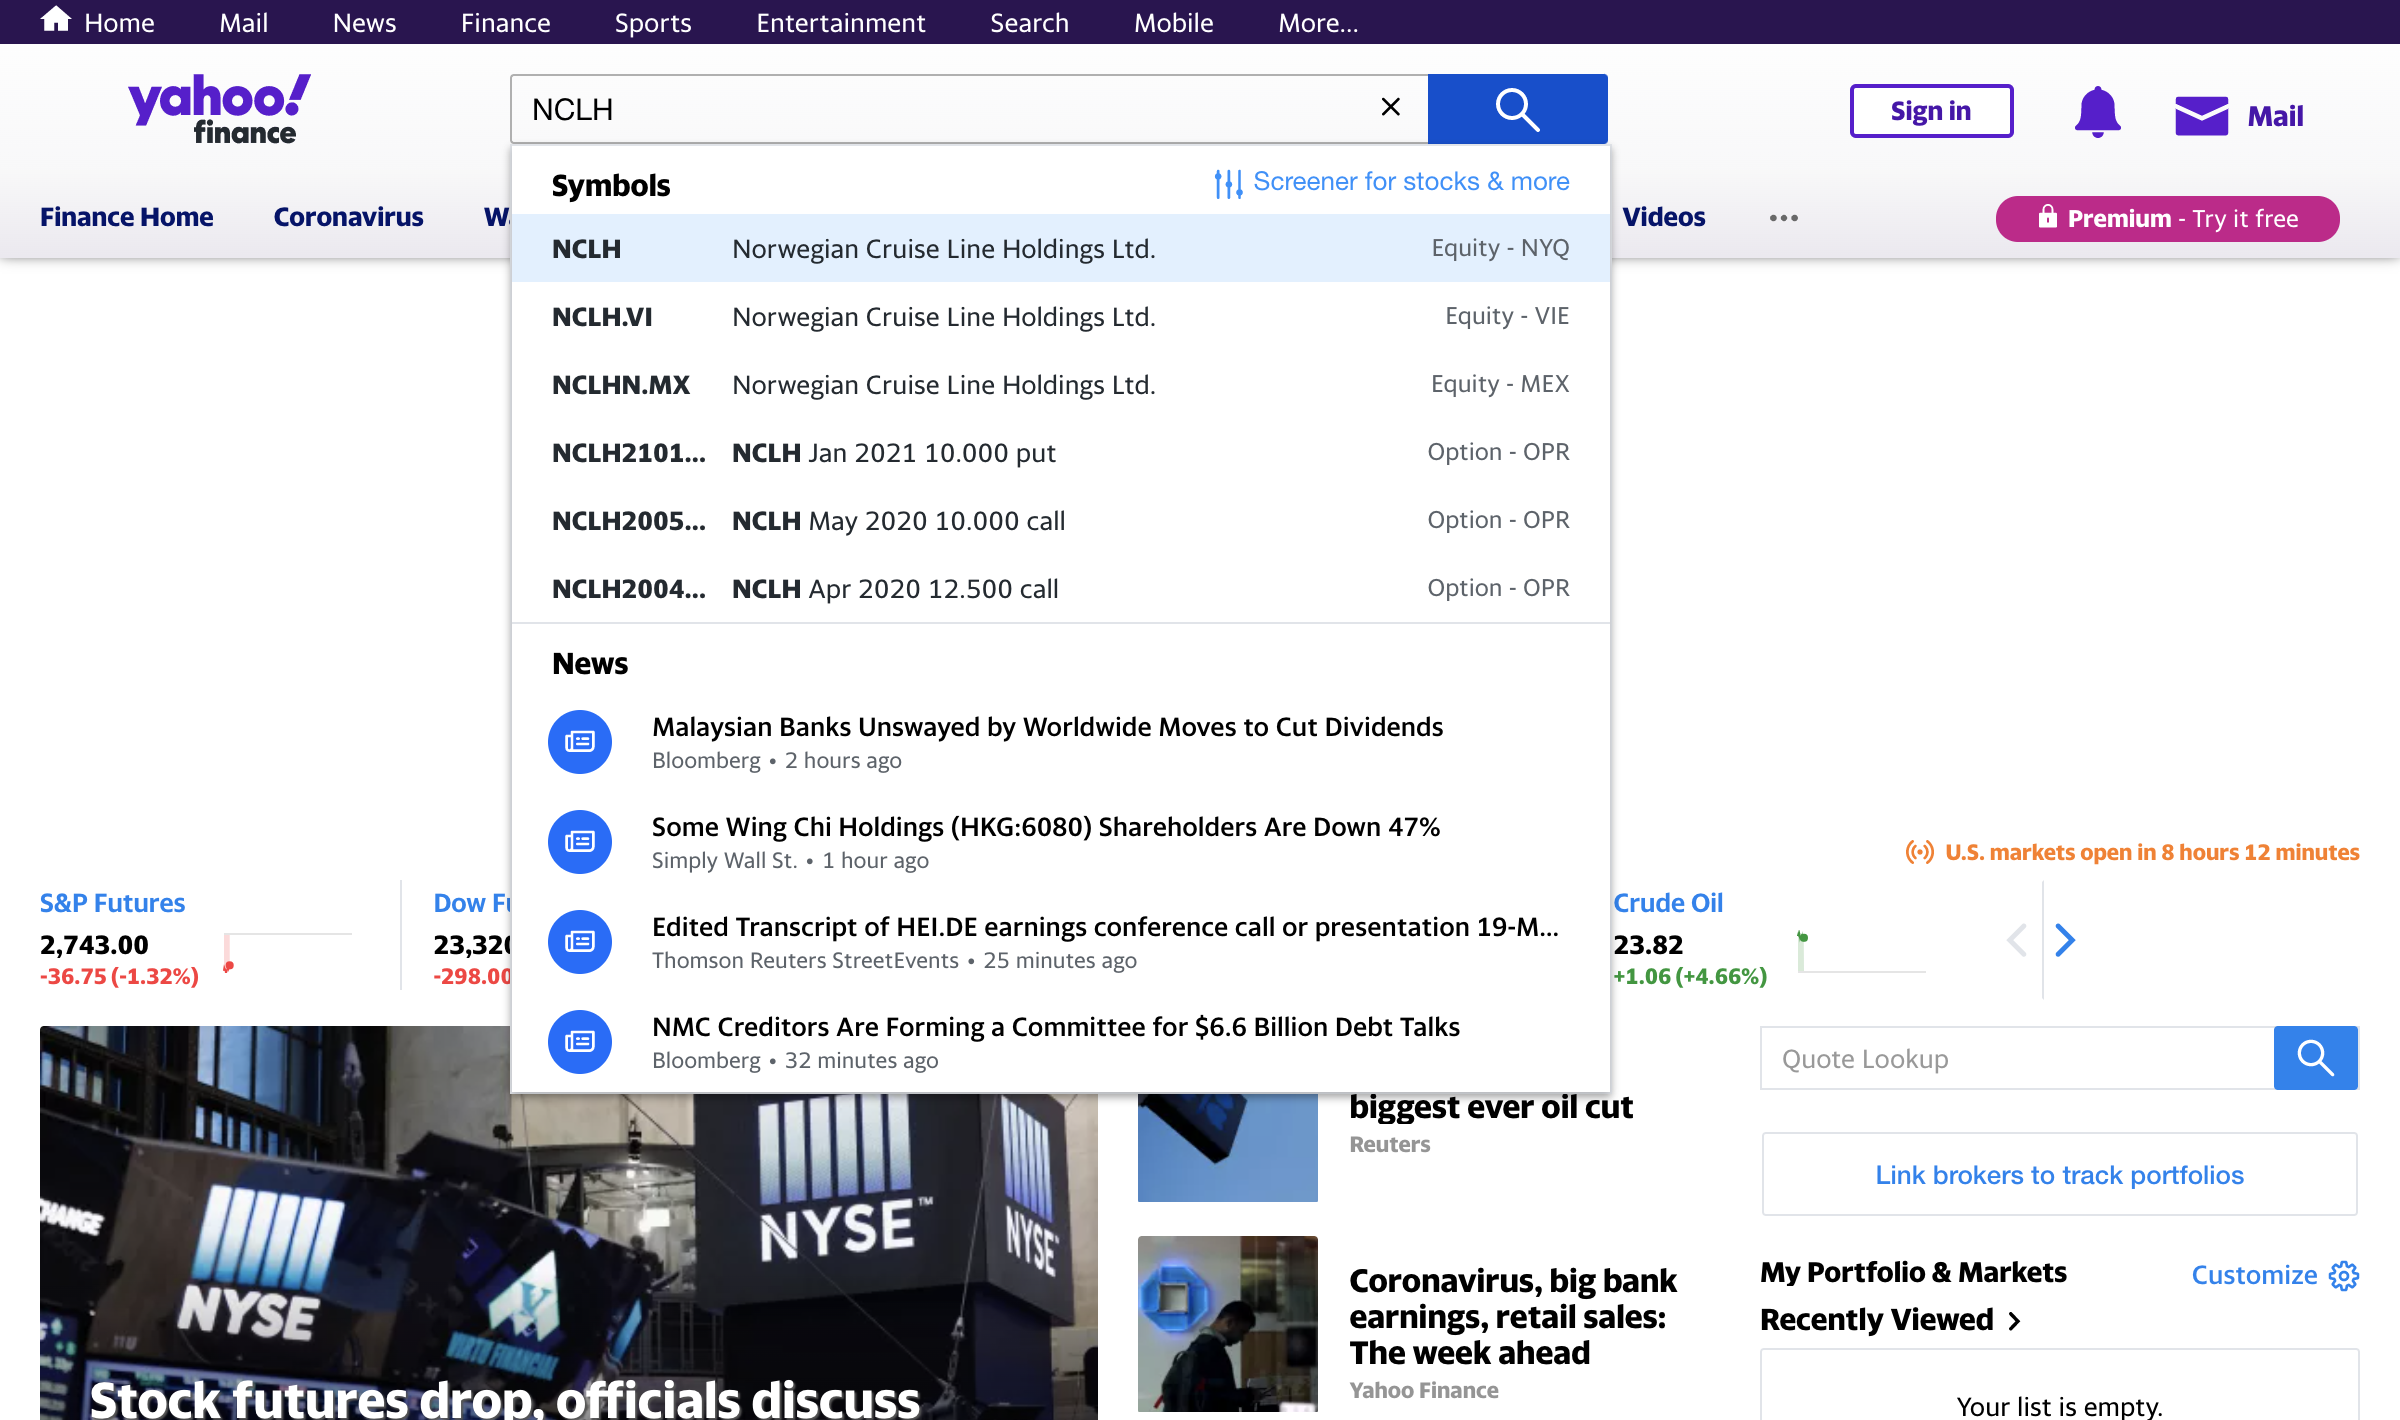 Home Mail News Finance Sports Entertainment Search Mobile More...
yahoo!
finance
NCLH
Sign in
Mail
Finance Home Coronavirus Videos
Premium - Try it free
Symbols
Screener for stocks & more
NCLH Norwegian Cruise Line Holdings Ltd. Equity - NYQ
NCLH.VI Norwegian Cruise Line Holdings Ltd. Equity - VIE
NCLHN.MX Norwegian Cruise Line Holdings Ltd. Equity - MEX
NCLH2101... NCLH Jan 2021 10.000 put Option - OPR
NCLH2005... NCLH May 2020 10.000 call Option - OPR
NCLH2004... NCLH Apr 2020 12.500 call Option - OPR
News
Malaysian Banks Unswayed by Worldwide Moves to Cut Dividends
Bloomberg • 2 hours ago
Some Wing Chi Holdings (HKG:6080) Shareholders Are Down 47%
Simply Wall St. • 1 hour ago
Edited Transcript of HEI.DE earnings conference call or presentation 19-M...
Thomson Reuters StreetEvents • 25 minutes ago
NMC Creditors Are Forming a Committee for $6.6 Billion Debt Talks
Bloomberg • 32 minutes ago
U.S. markets open in 8 hours 12 minutes
S&P Futures
2,743.00
-36.75 (-1.32%)
Dow
23,320
-298.00
Crude Oil
23.82
+1.06 (+4.66%)
NYSE
NYSE™
NYSE
VIRTU FINANCIAL
Stock futures drop, officials discuss
biggest ever oil cut
Reuters
Coronavirus, big bank
earnings, retail sales:
The week ahead
Yahoo Finance
Quote Lookup
Link brokers to track portfolios
My Portfolio & Markets
Customize
Recently Viewed
Your list is empty.